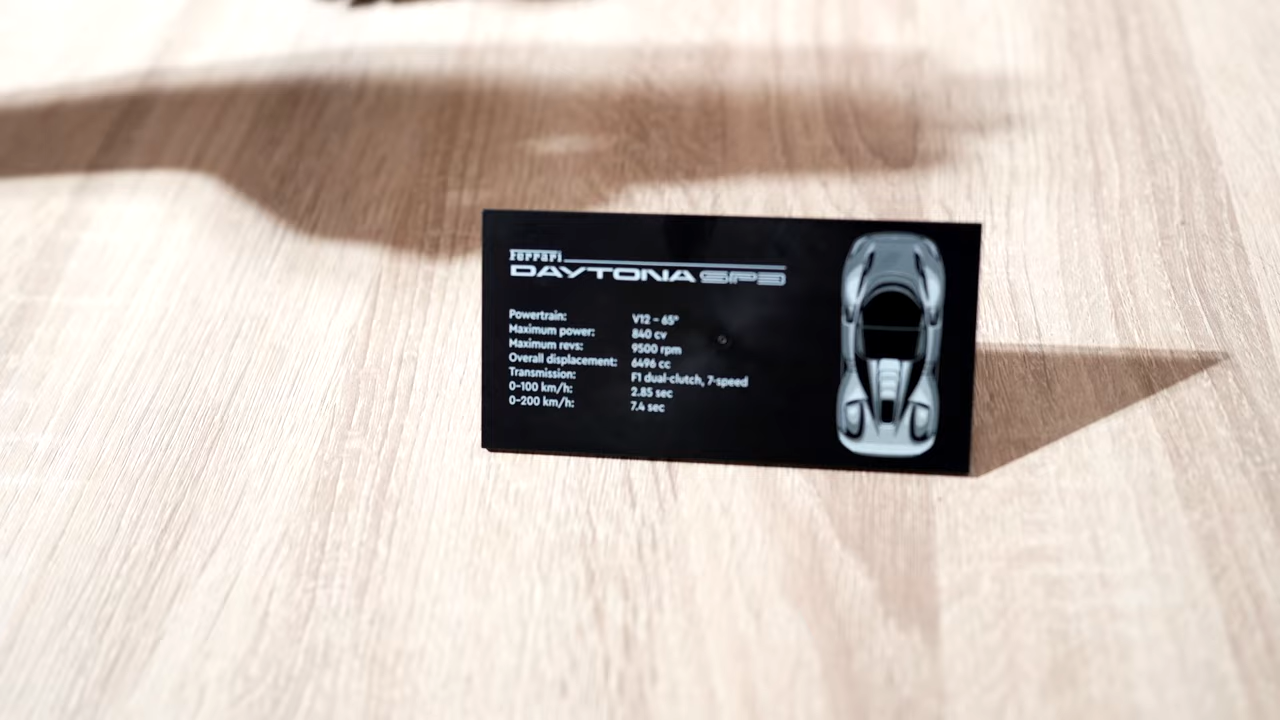 Ferrari
DAYTONA SP3
Powertrain: V12 – 65°
Maximum power: 840 cv
Maximum revs: 9500 rpm
Overall displacement: 6496 cc
Transmission: F1 dual-clutch, 7-speed
0–100 km/h: 2.85 sec
0–200 km/h: 7.4 sec